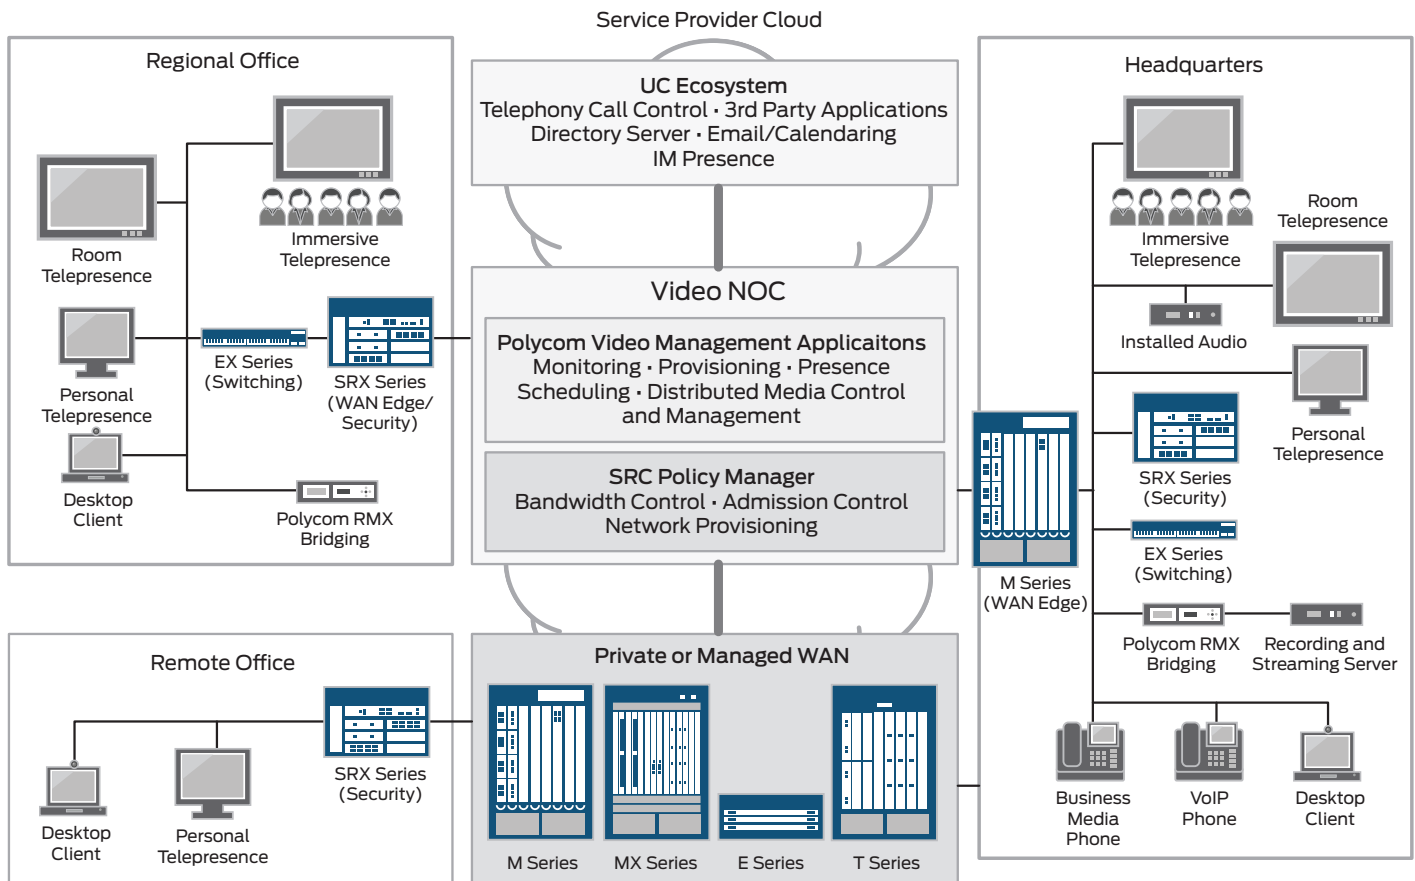 Service Provider Cloud
Regional Office
Room
Telepresence
Immersive
Telepresence
Personal
Telepresence
EX Series
(Switching)
SRX Series
(WAN Edge/
Security)
Desktop
Client
Polycom RMX
Bridging
UC Ecosystem
Telephony Call Control · 3rd Party Applications
Directory Server · Email/Calendaring
IM Presence
Video NOC
Polycom Video Management Applicaitons
Monitoring · Provisioning · Presence
Scheduling · Distributed Media Control
and Management
SRC Policy Manager
Bandwidth Control · Admission Control
Network Provisioning
Headquarters
Immersive
Telepresence
Room
Telepresence
Installed Audio
Personal
Telepresence
SRX Series
(Security)
EX Series
(Switching)
M Series
(WAN Edge)
Polycom RMX
Bridging
Recording and
Streaming Server
Business
Media
Phone
VoIP
Phone
Desktop
Client
Remote Office
Desktop
Client
Personal
Telepresence
SRX Series
(Security)
Private or Managed WAN
M Series
MX Series
E Series
T Series